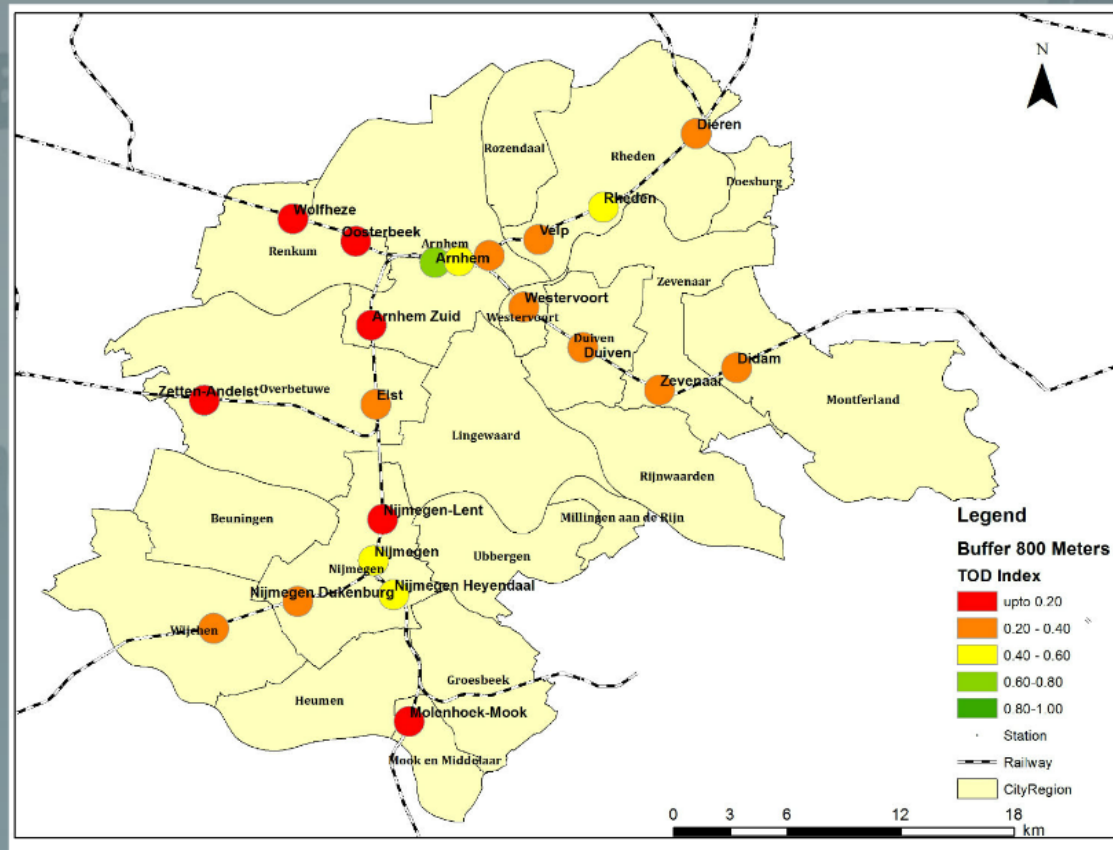 N
Dieren
Rozendaal
Rheden
Doesburg
Rheden
Wolfheze
Oosterbeek
Velp
Arnhem
Renkum
Arnhem
Zevenaar
Westervoort
Westervoort
Arnhem Zuid
Duiven
Duiven
Didam
Zevenaar
Zetten-Andelst
Overbetuwe
Elst
Montferland
Lingewaard
Rijnwaarden
Beuningen
Nijmegen-Lent
Millingen aan de Rijn
Nijmegen
Ubbergen
Nijmegen
Nijmegen Dukenburg
Nijmegen Heyendaal
Wijchen
Groesbeek
Heumen
Molenhoek-Mook
Mook en Middelaar
Legend
Buffer 800 Meters
TOD Index
upto 0.20
0.20 - 0.40
0.40 - 0.60
0.60-0.80
0.80-1.00
Station
Railway
CityRegion
0 3 6 12 18
km